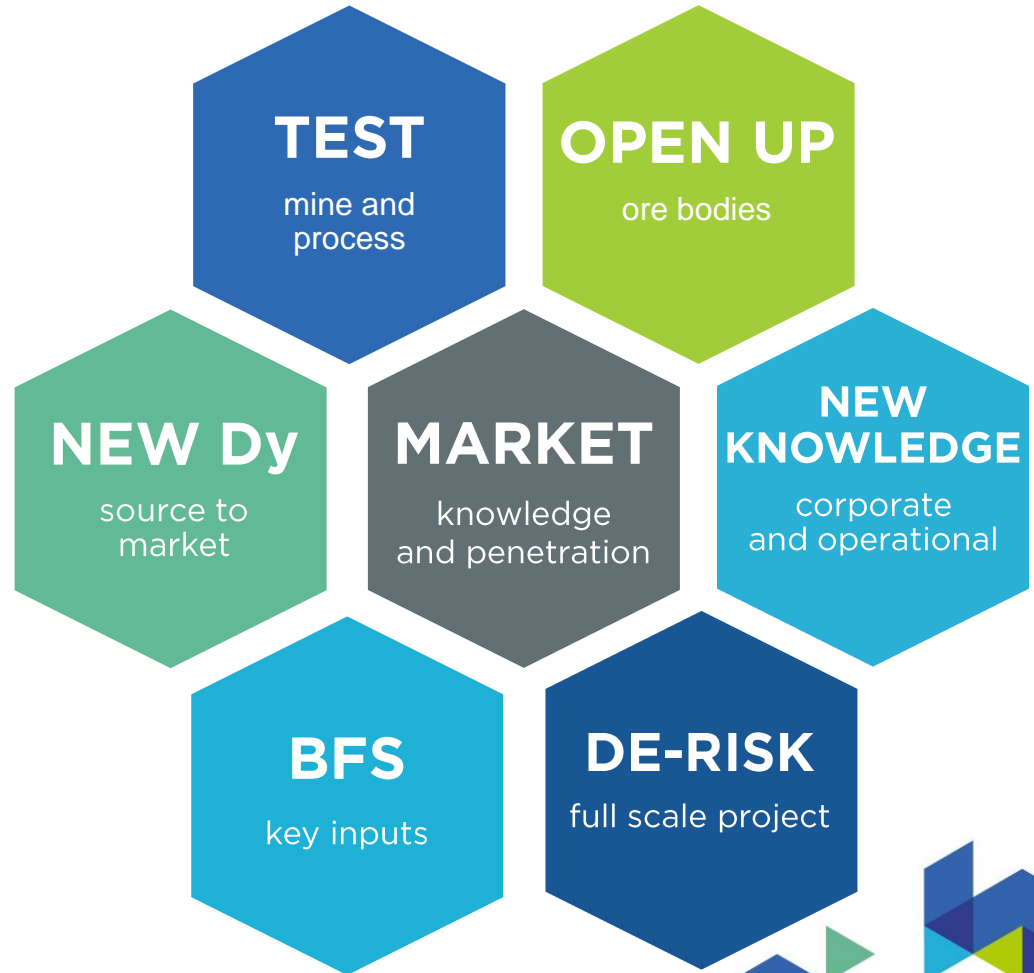 TEST
mine and
process
OPEN UP
ore bodies
NEW Dy
source to
market
MARKET
knowledge
and penetration
NEW
KNOWLEDGE
corporate
and operational
BFS
key inputs
DE-RISK
full scale project